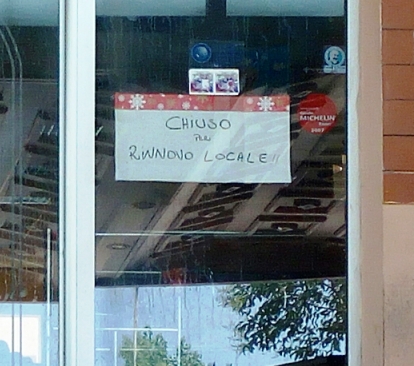 CHIUSO
PER
RINNOVO LOCALE!!
MICHELIN
2007